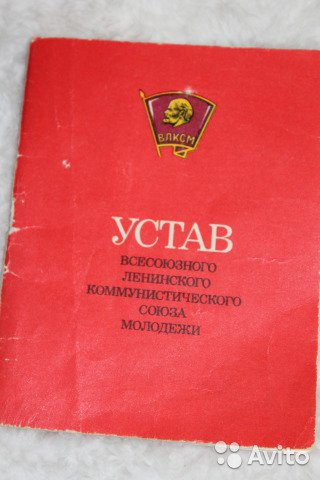 ВЛКСМ
УСТАВ
ВСЕСОЮЗНОГО
ЛЕНИНСКОГО
КОММУНИСТИЧЕСКОГО
СОЮЗА
МОЛОДЕЖИ
Avito